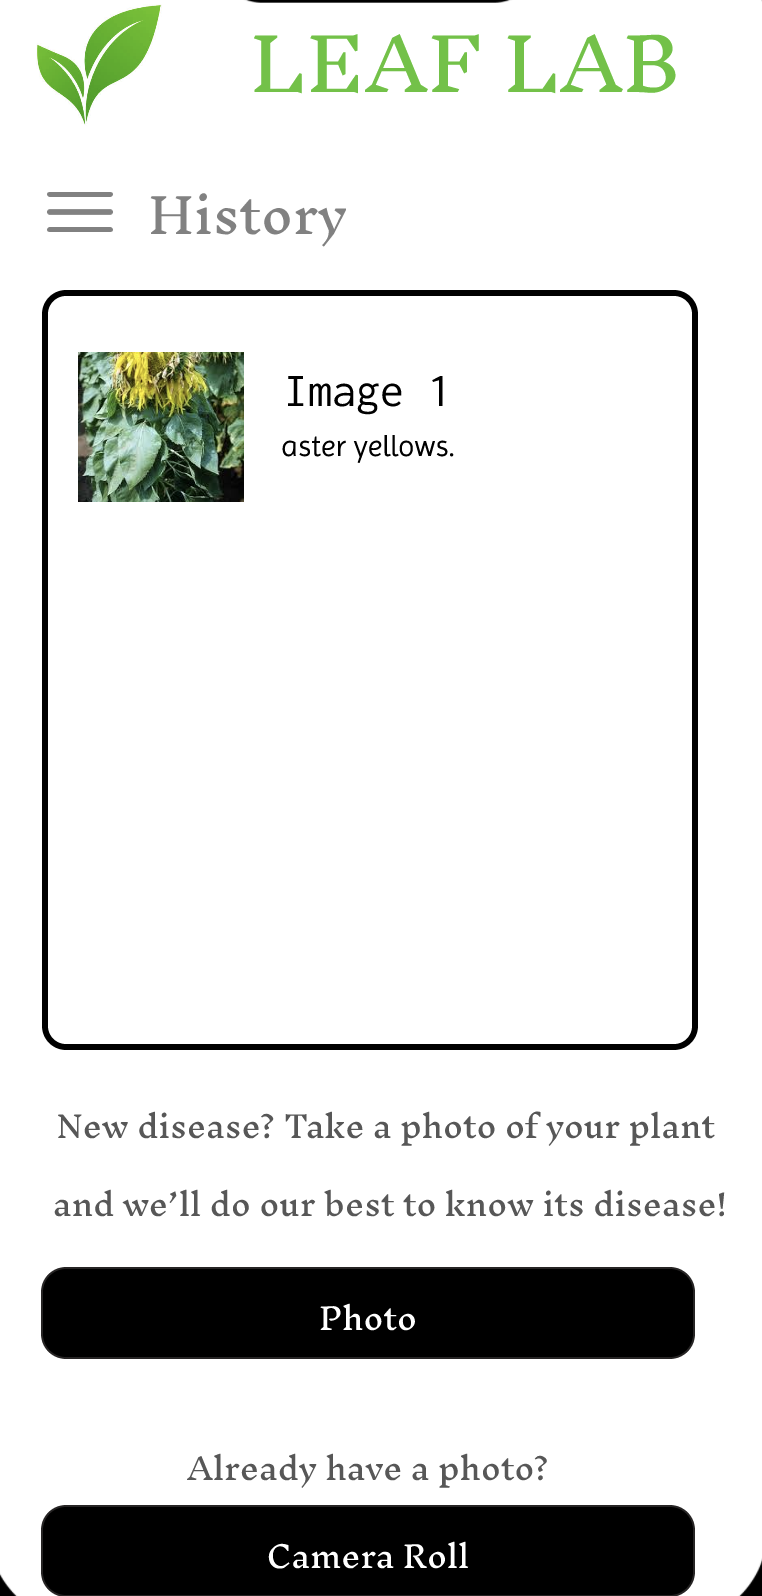 LEAF LAB
History
Image 1
aster yellows.
New disease? Take a photo of your plant
and we’ll do our best to know its disease!
Photo
Already have a photo?
Camera Roll